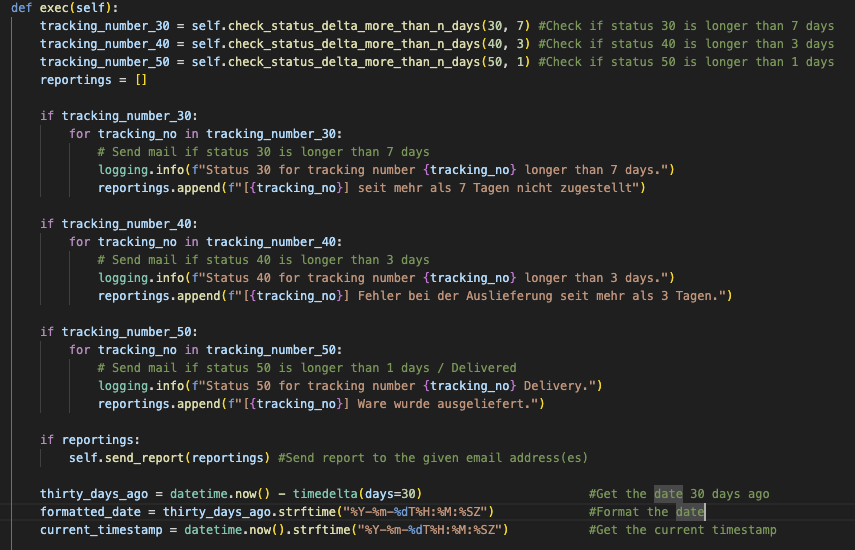 def exec(self):
    tracking_number_30 = self.check_status_delta_more_than_n_days(30, 7) #Check if status 30 is longer than 7 days
    tracking_number_40 = self.check_status_delta_more_than_n_days(40, 3) #Check if status 40 is longer than 3 days
    tracking_number_50 = self.check_status_delta_more_than_n_days(50, 1) #Check if status 50 is longer than 1 days
    reportings = []

    if tracking_number_30:
        for tracking_no in tracking_number_30:
            # Send mail if status 30 is longer than 7 days
            logging.info(f"Status 30 for tracking number {tracking_no} longer than 7 days.")
            reportings.append(f"[{tracking_no}] seit mehr als 7 Tagen nicht zugestellt")

    if tracking_number_40:
        for tracking_no in tracking_number_40:
            # Send mail if status 40 is longer than 3 days
            logging.info(f"Status 40 for tracking number {tracking_no} longer than 3 days.")
            reportings.append(f"[{tracking_no}] Fehler bei der Auslieferung seit mehr als 3 Tagen.")

    if tracking_number_50:
        for tracking_no in tracking_number_50:
            # Send mail if status 50 is longer than 1 days / Delivered
            logging.info(f"Status 50 for tracking number {tracking_no} Delivery.")
            reportings.append(f"[{tracking_no}] Ware wurde ausgeliefert.")

    if reportings:
        self.send_report(reportings) #Send report to the given email address(es)

    thirty_days_ago = datetime.now() - timedelta(days=30)                       #Get the date 30 days ago
    formatted_date = thirty_days_ago.strftime("%Y-%m-%dT%H:%M:%SZ")             #Format the date
    current_timestamp = datetime.now().strftime("%Y-%m-%dT%H:%M:%SZ")           #Get the current timestamp